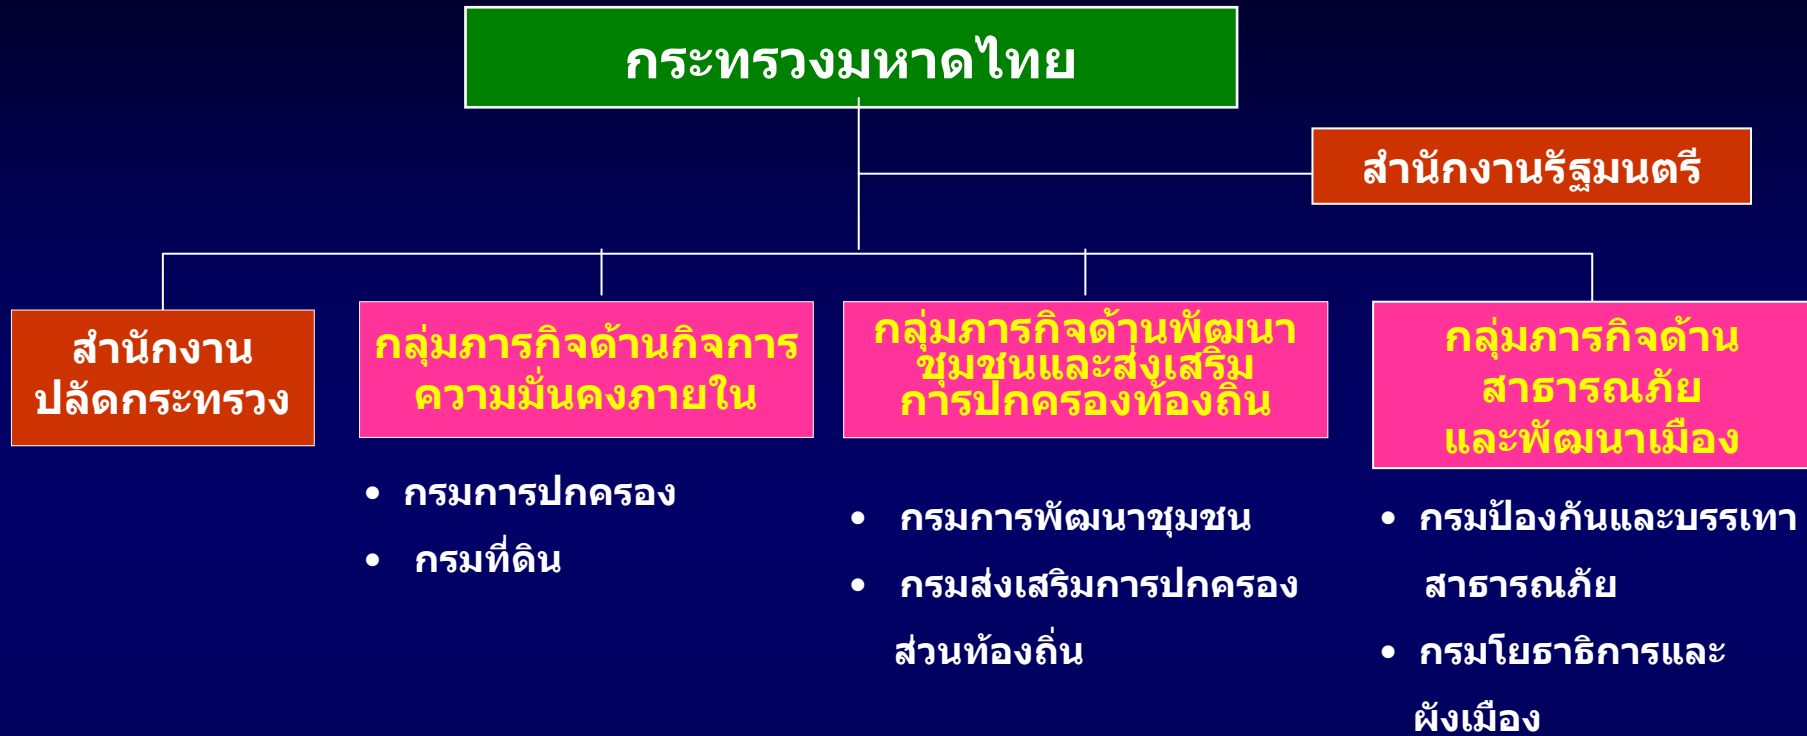 กระทรวงมหาดไทย
สำนักงานรัฐมนตรี
สำนักงาน
ปลัดกระทรวง
กลุ่มภารกิจด้านกิจการ
ความมั่นคงภายใน
• กรมการปกครอง
• กรมที่ดิน
กลุ่มภารกิจด้านพัฒนา
ชุมชนและส่งเสริม
การปกครองท้องถิ่น
• กรมการพัฒนาชุมชน
• กรมส่งเสริมการปกครอง
ส่วนท้องถิ่น
กลุ่มภารกิจด้าน
สาธารณภัย
และพัฒนาเมือง
• กรมป้องกันและบรรเทา
สาธารณภัย
• กรมโยธาธิการและ
ผังเมือง